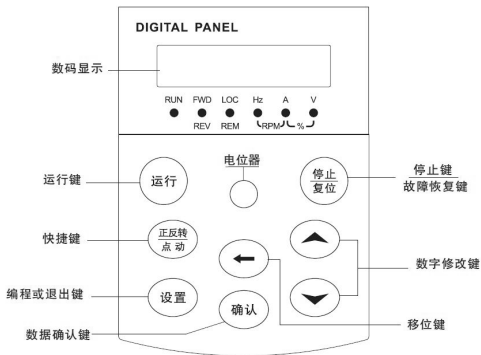 DIGITAL PANEL
数码显示
RUN FWD LOC Hz A V
REV REM RPM %
电位器
运行键
运行
停止
复位
停止键
故障恢复键
快捷键
正反转
点动
数字修改键
编程或退出键
设置
确认
移位键
数据确认键